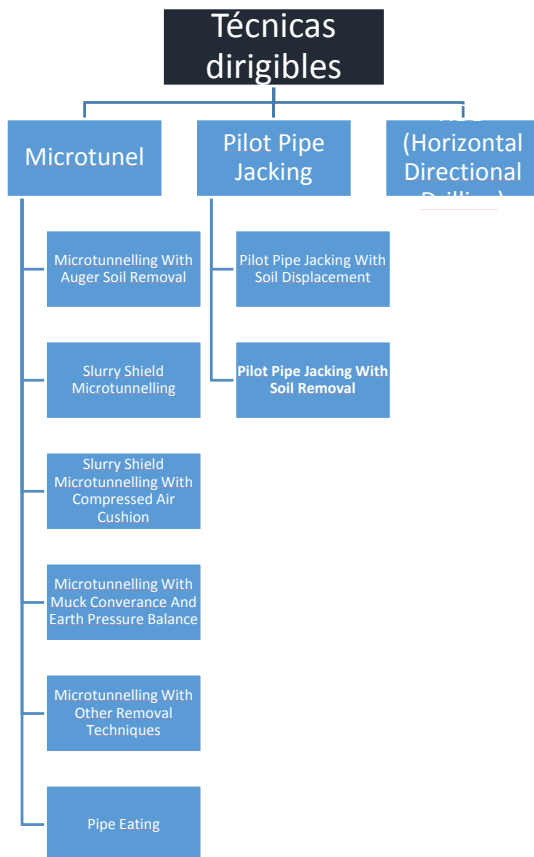 Técnicas
dirigibles
Microtunel
Pilot Pipe
Jacking
(Horizontal
Directional
Microtunnelling With
Auger Soil Removal
Pilot Pipe Jacking With
Soil Displacement
Slurry Shield
Microtunnelling
Pilot Pipe Jacking With
Soil Removal
Slurry Shield
Microtunnelling With
Compressed Air
Cushion
Microtunnelling With
Muck Converance And
Earth Pressure Balance
Microtunnelling With
Other Removal
Techniques
Pipe Eating